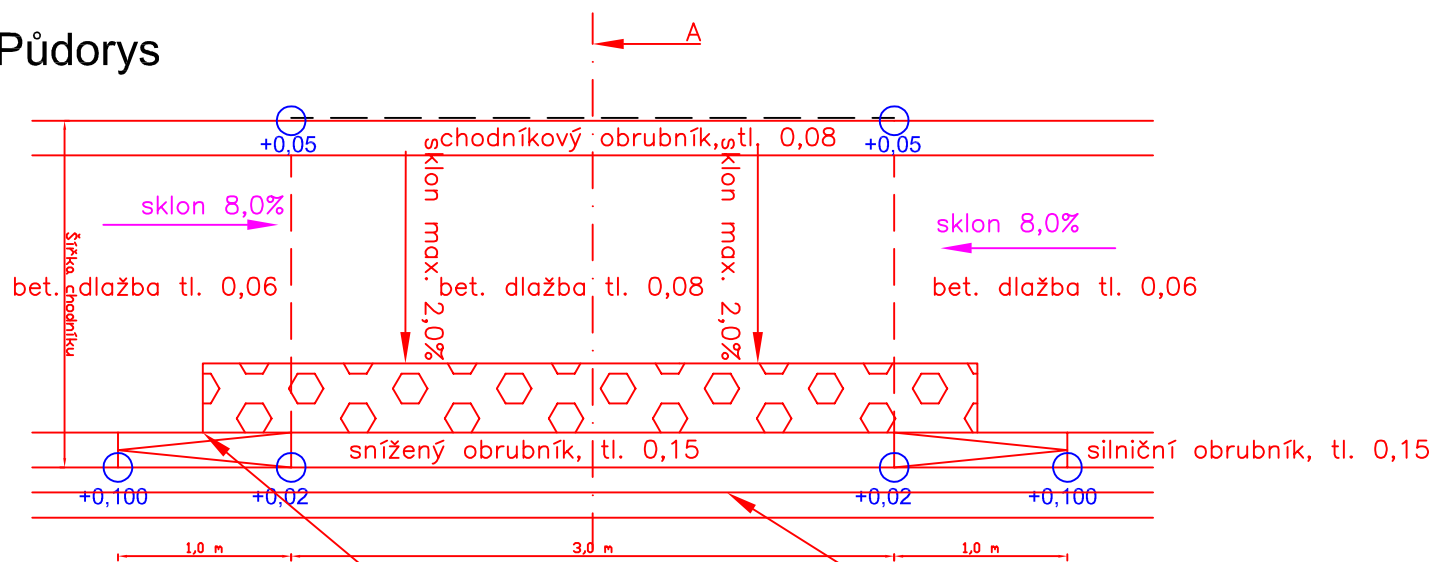 Půdorys
A
chodníkový obrubník, tl. 0,08
+0,05
+0,05
sklon max. 2,0%
sklon max. 2,0%
sklon 8,0%
sklon 8,0%
Šířka chodníku
bet. dlažba tl. 0,06
bet. dlažba tl. 0,08
bet. dlažba tl. 0,06
snížený obrubník, tl. 0,15
silniční obrubník, tl. 0,15
+0,100
+0,02
+0,02
+0,100
1,0 m
3,0 m
1,0 m